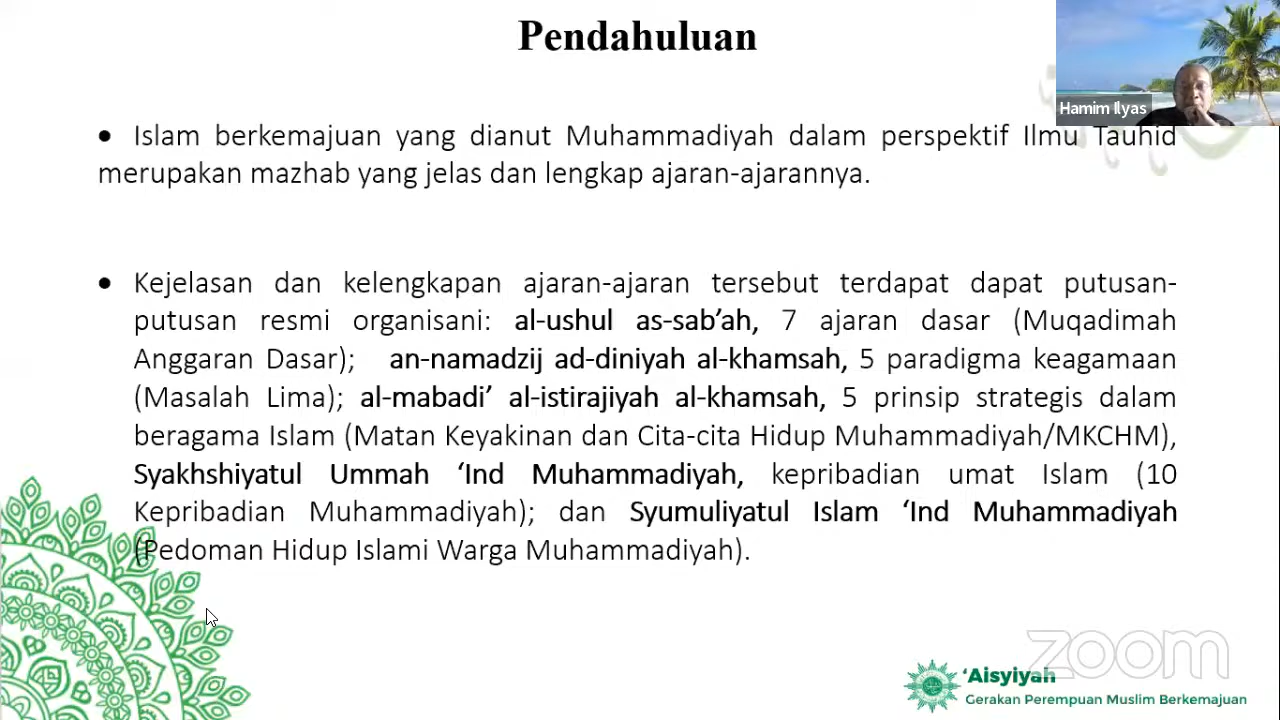 Pendahuluan
Hamim Ilyas
• Islam berkemajuan yang dianut Muhammadiyah dalam perspektif Ilmu Tauhid
merupakan mazhab yang jelas dan lengkap ajaran-ajarannya.
• Kejelasan dan kelengkapan ajaran-ajaran tersebut terdapat dapat putusan-
putusan resmi organisani: al-ushul as-sab’ah, 7 ajaran dasar (Muqadimah
Anggaran Dasar); an-namadzij ad-diniyah al-khamsah, 5 paradigma keagamaan
(Masalah Lima); al-mabadi’ al-istirajiyah al-khamsah, 5 prinsip strategis dalam
beragama Islam (Matan Keyakinan dan Cita-cita Hidup Muhammadiyah/MKCHM),
Syakhshiyatul Ummah ‘Ind Muhammadiyah, kepribadian umat Islam (10
Kepribadian Muhammadiyah); dan Syumuliyatul Islam ‘Ind Muhammadiyah
(Pedoman Hidup Islami Warga Muhammadiyah).
zoom
‘Aisyiyah
Gerakan Perempuan Muslim Berkemajuan